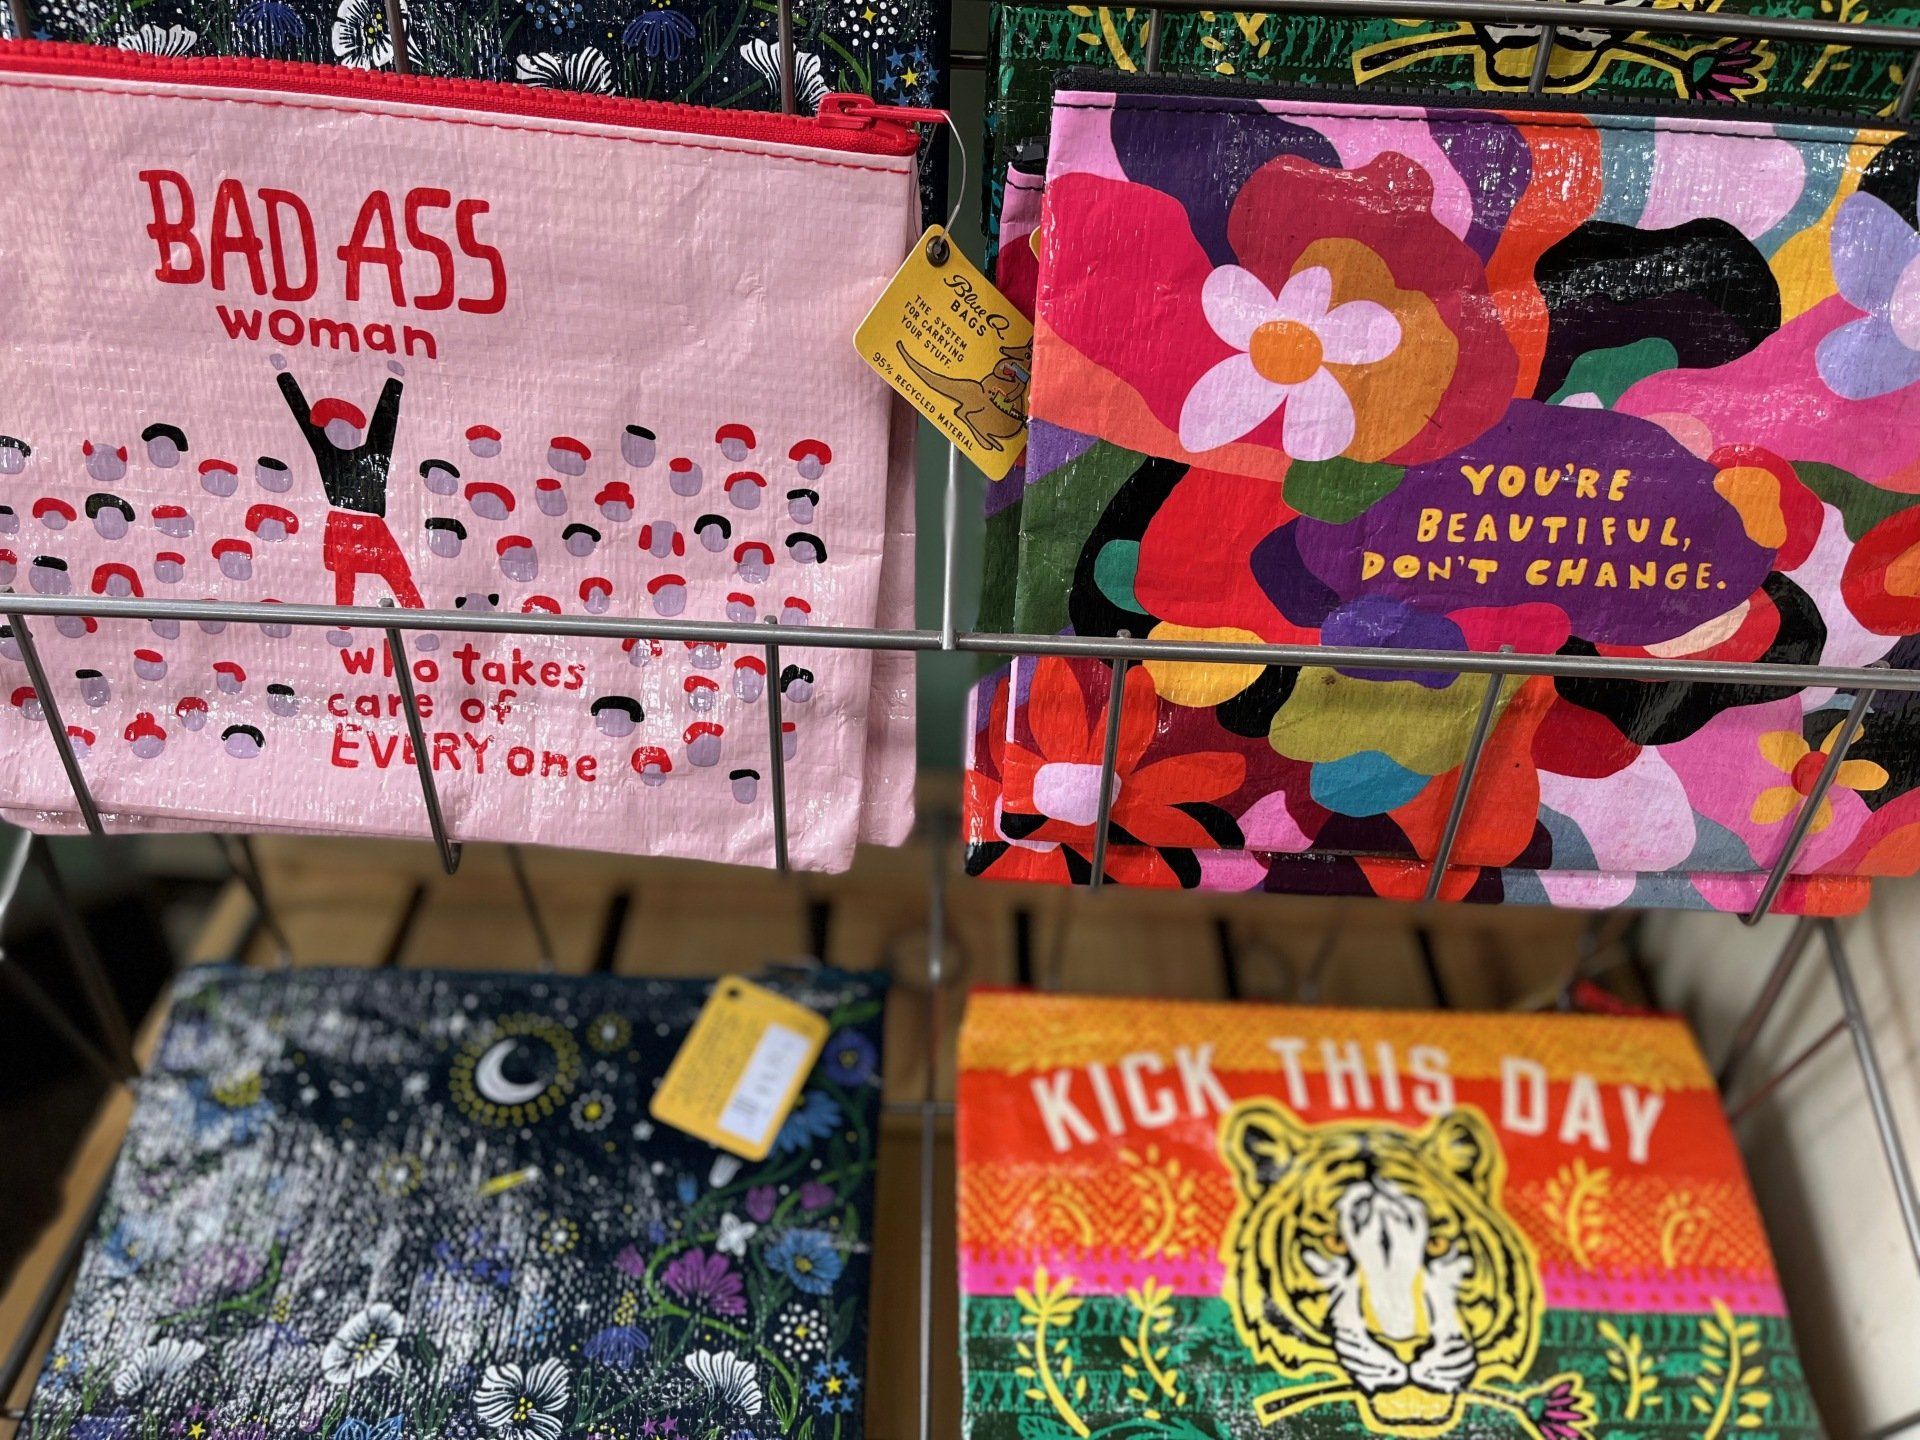 BAD ASS
woman
who takes
care of
EVERY one
Blue Q
BAGS
THE SYSTEM
FOR CARRYING
YOUR STUFF.
95% RECYCLED MATERIAL
YOU'RE
BEAUTIFUL,
DON'T CHANGE.
KICK THIS DAY